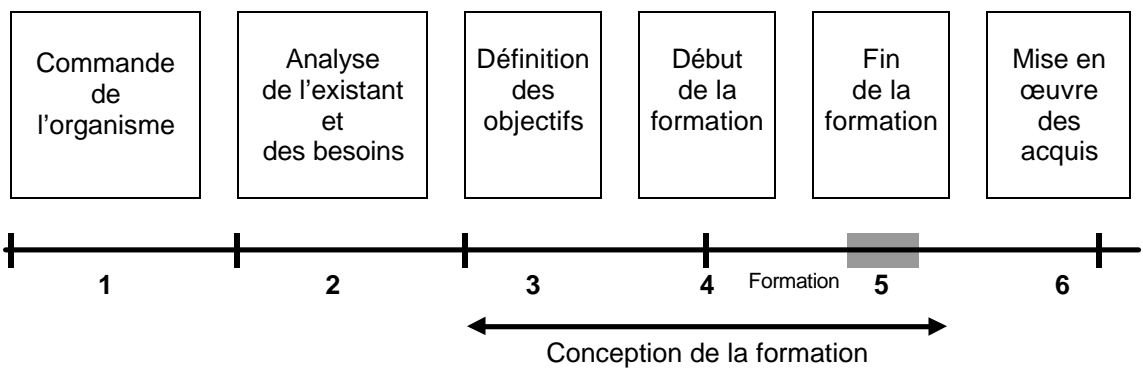 Commande
de
l'organisme
Analyse
de l'existant
et
des besoins
Définition
des
objectifs
Début
de la
formation
Fin
de la
formation
Mise en
œuvre
des
acquis
1
2
3
4
Formation
5
6
Conception de la formation